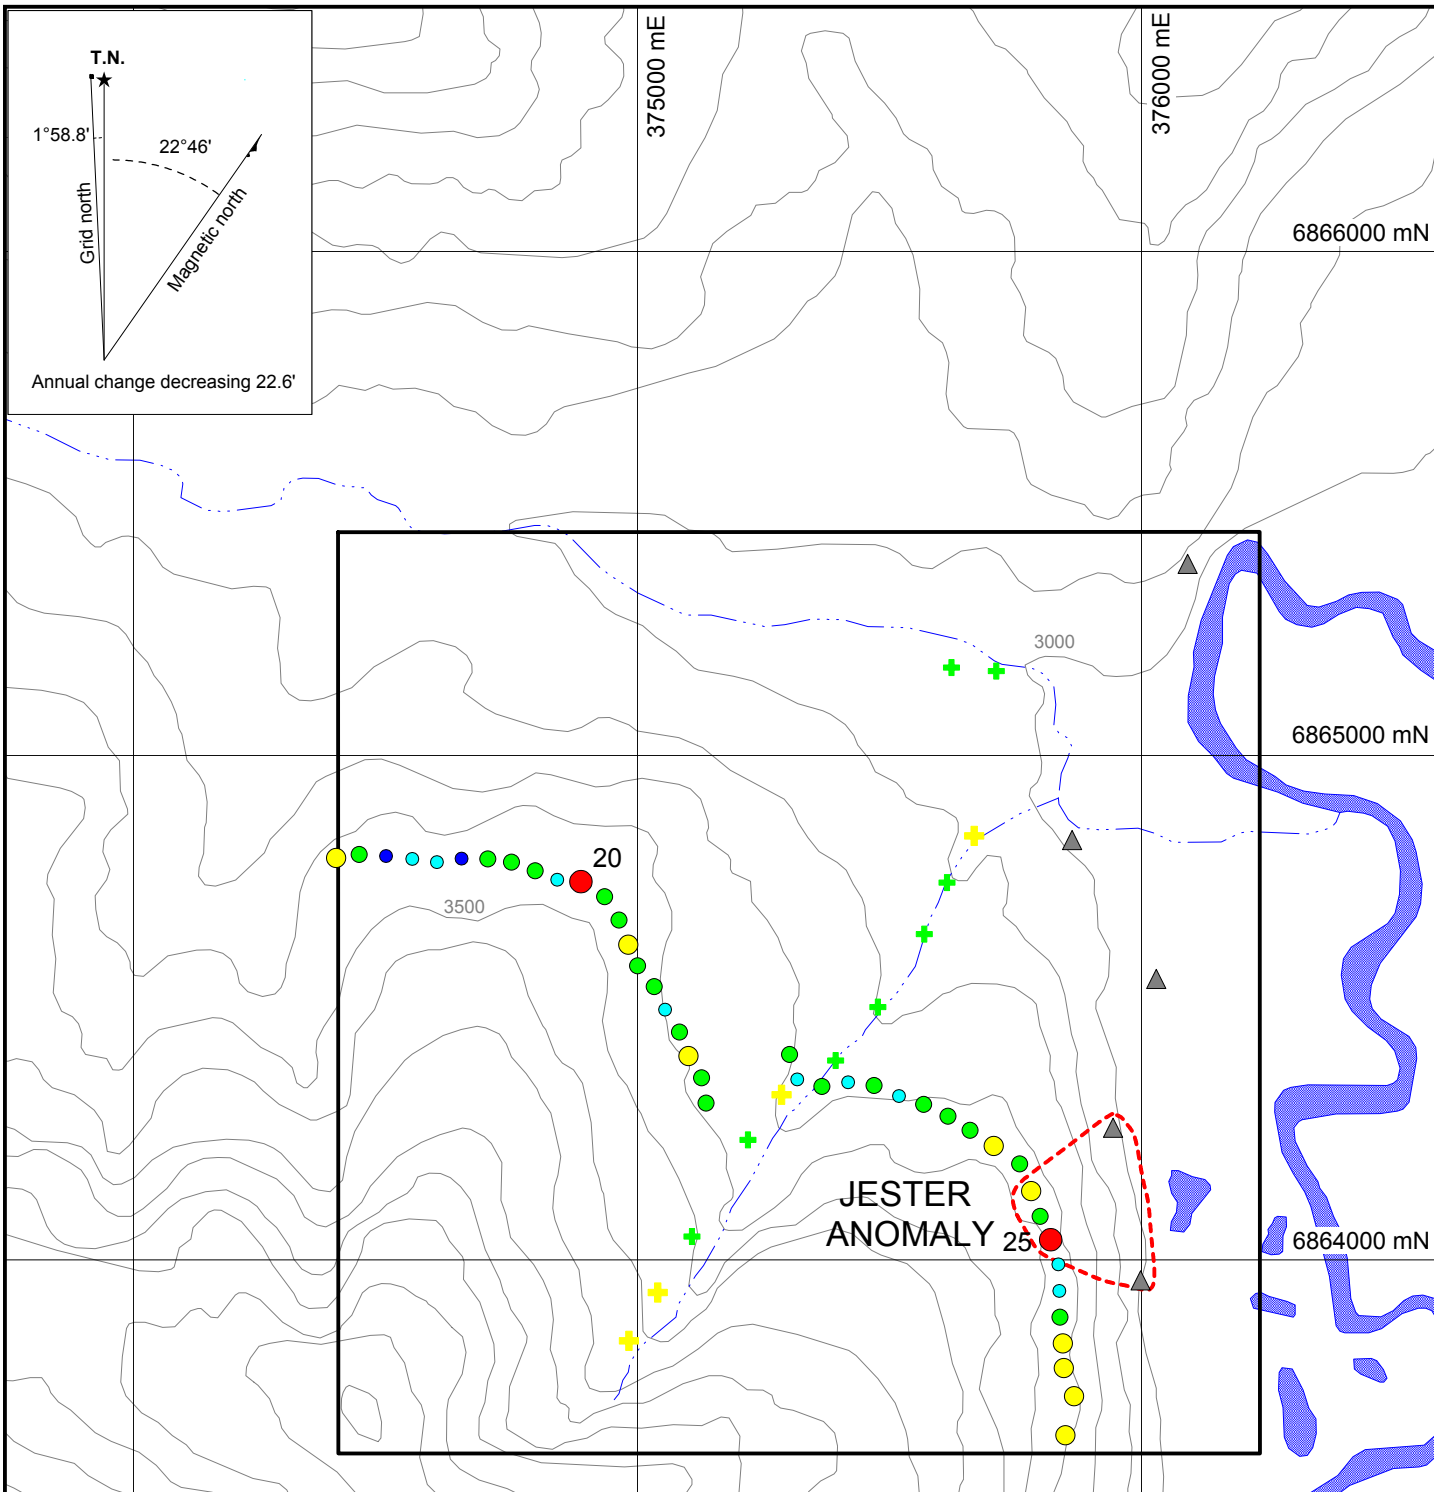 T.N.
1°58.8'
22°46'
Grid north
Magnetic north
Annual change decreasing 22.6'
375000 mE
376000 mE
6866000 mN
3000
6865000 mN
20
3500
JESTER
ANOMALY
25
6864000 mN